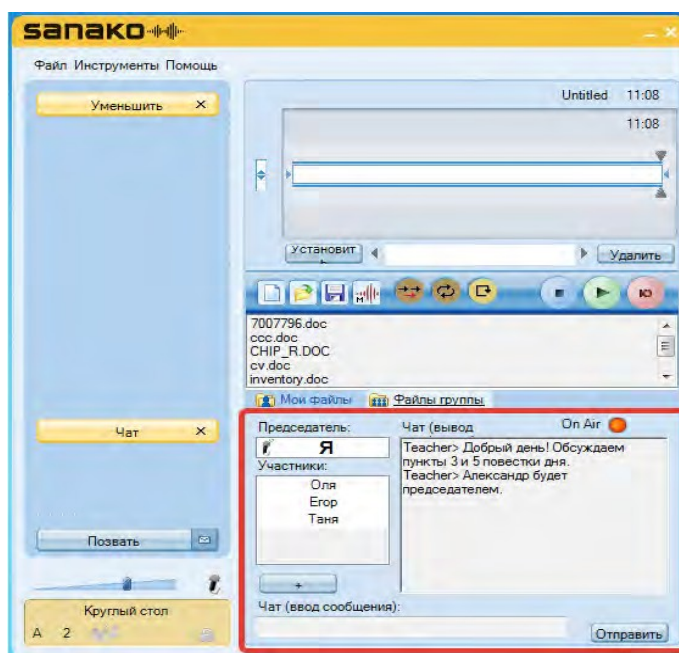 sanako
Файл Инструменты Помощь
Уменьшить
Untitled 11:08
11:08
Установит
ь
Удалить
M
7007796.doc
ccc.doc
CHIP_R.DOC
cv.doc
inventory.doc
Мои файлы Файлы группы
Чат
Позвать
Круглый стол
A 2
Председатель:
Я
Участники:
Оля
Егор
Таня
+
Чат (вывод
On Air
Teacher> Добрый день! Обсуждаем
пункты 3 и 5 повестки дня.
Teacher> Александр будет
председателем.
Чат (ввод сообщения):
Отправить